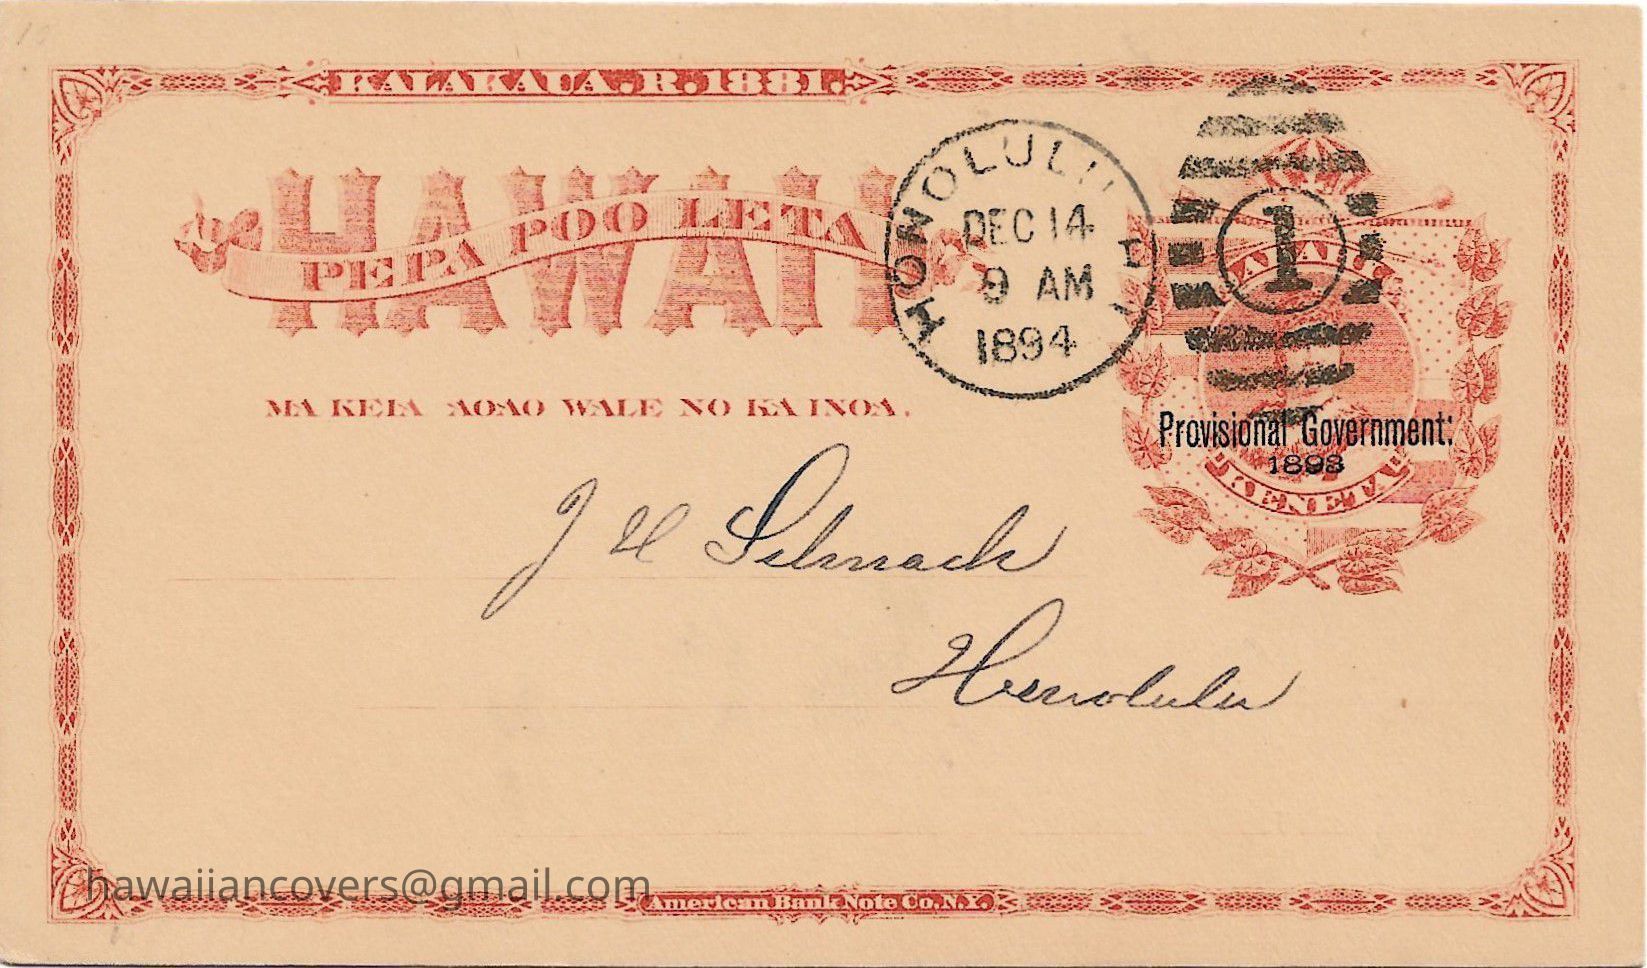 KALAKAUA. R. 1881.
HAWAII
PEPA POO LETA
MA KEIA AOAO WALE NO KA INOA.
HONOLULU H
DEC 14
9 AM
1894
1
Provisional Government:
1893
KENETA
J H
Honolulu
American Bank Note Co. N.Y.
hawaiiancovers@gmail.com